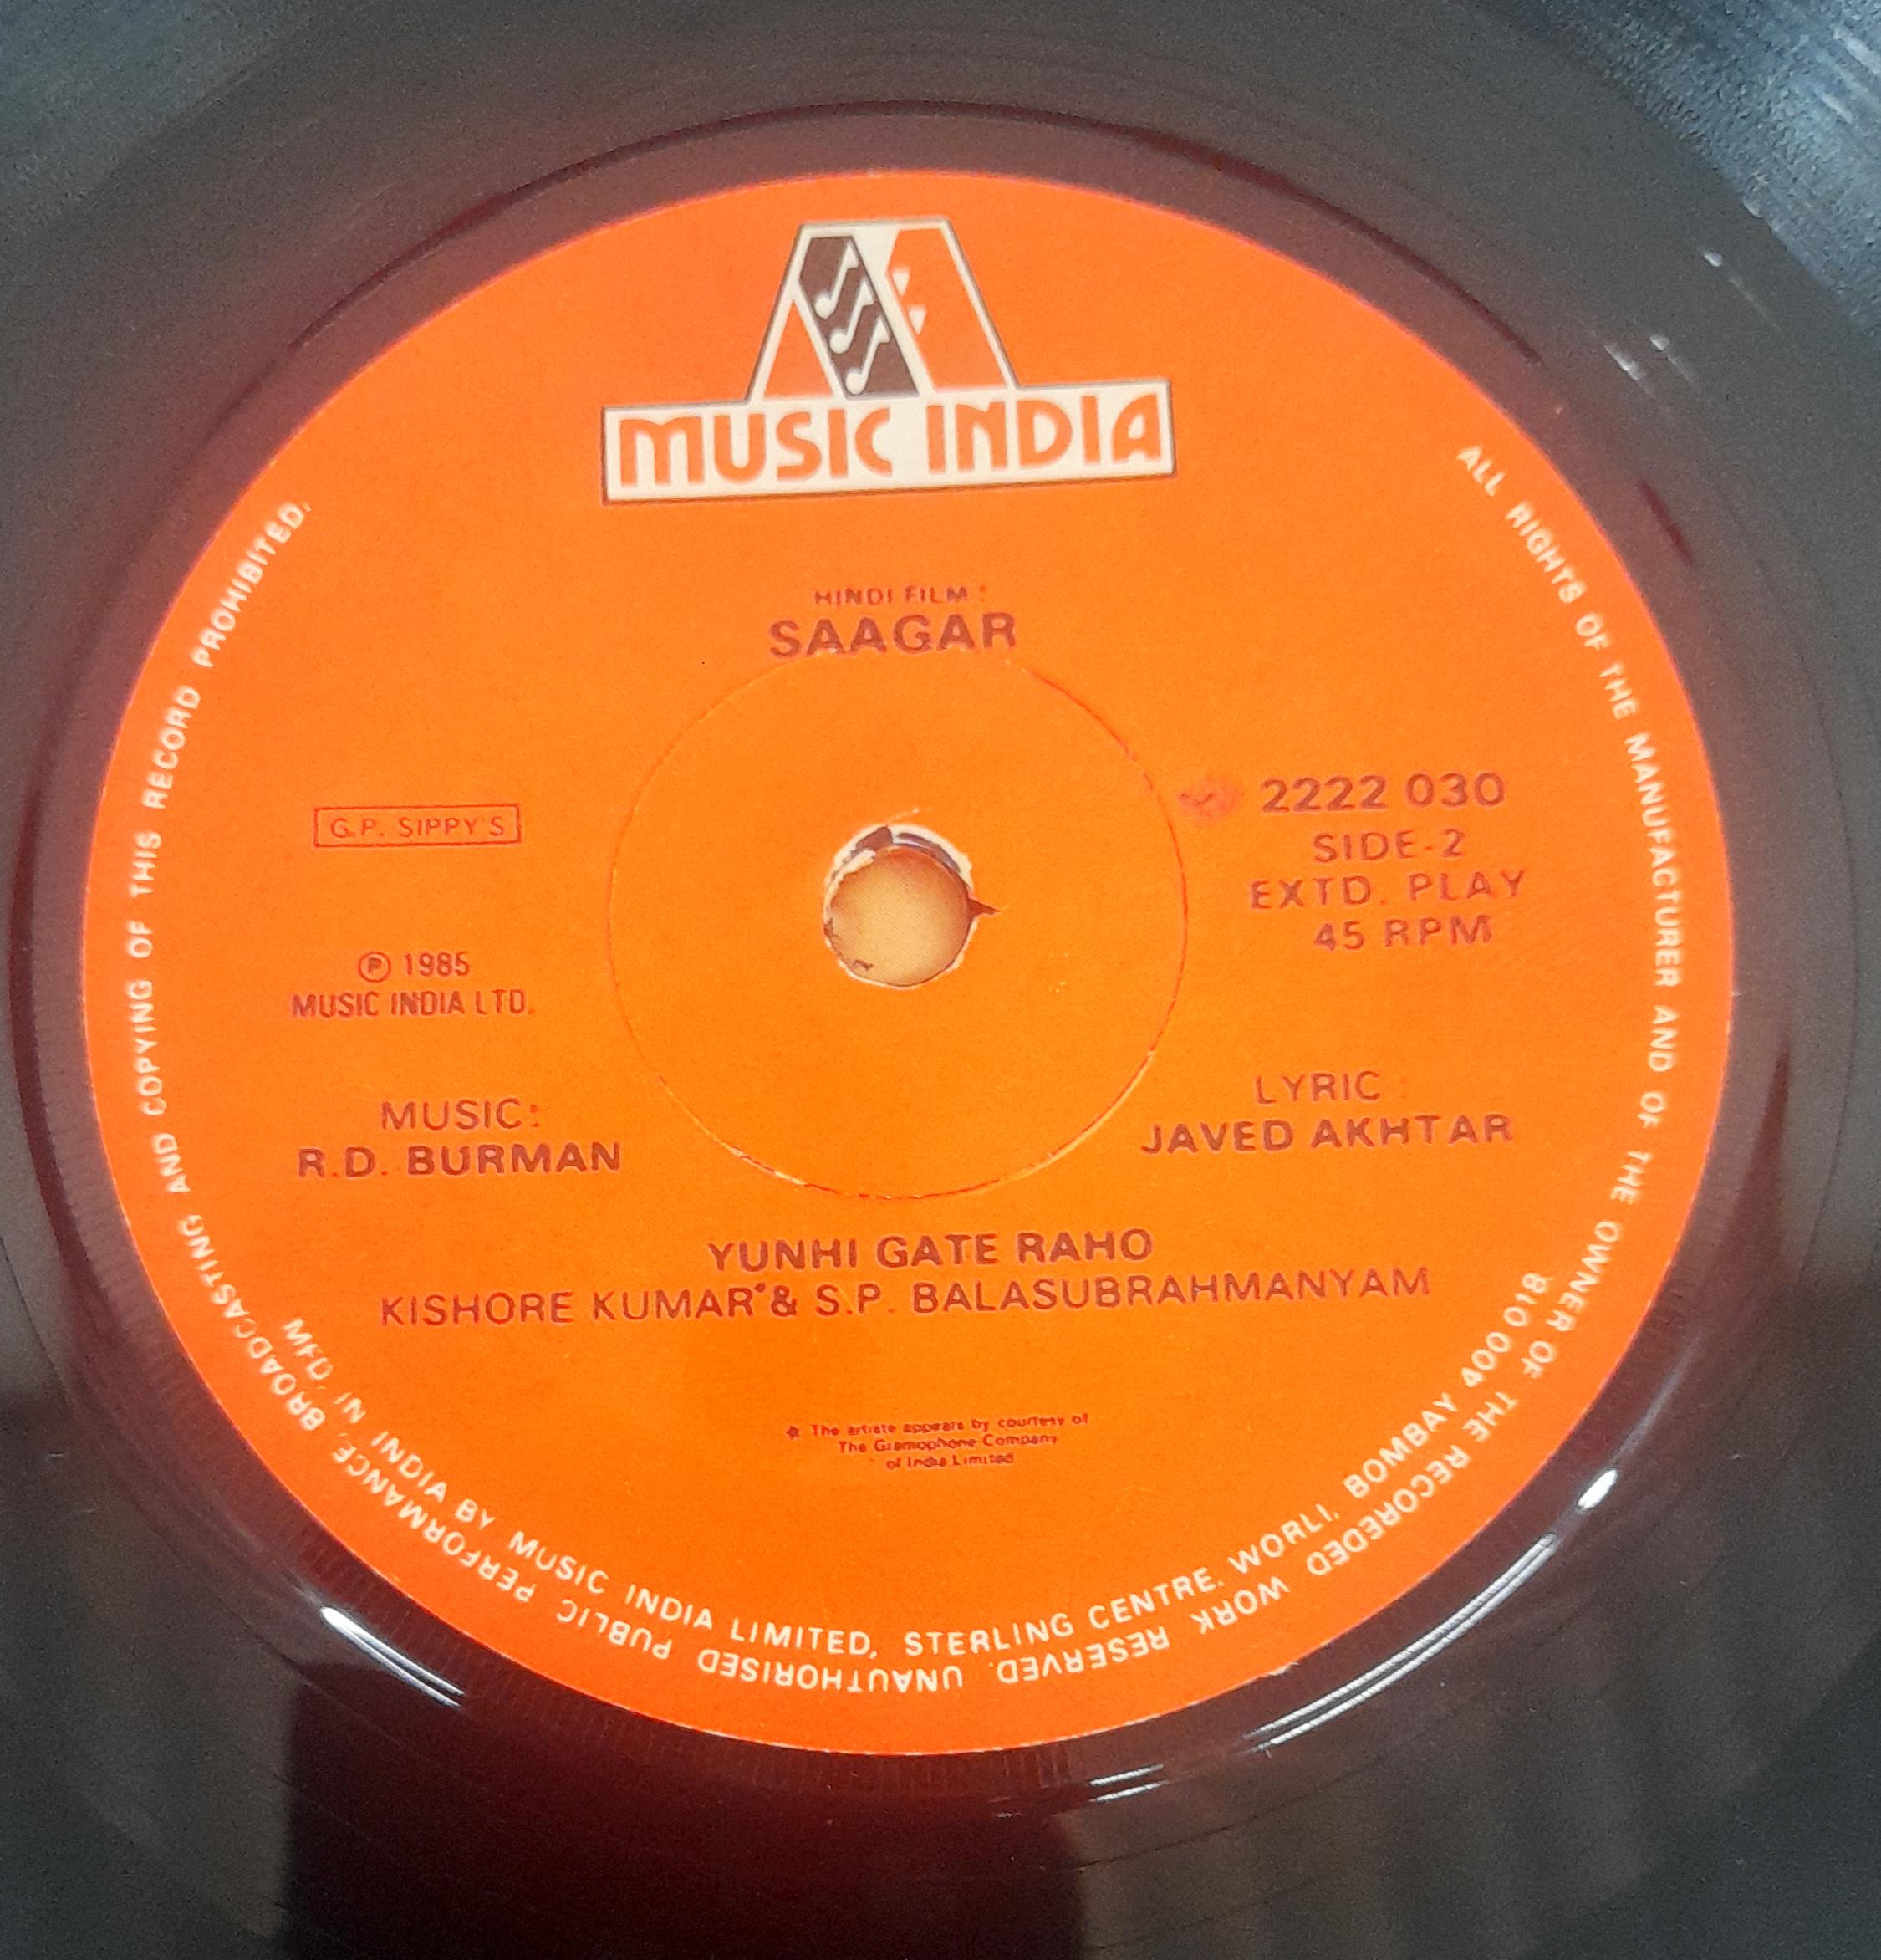 MUSIC INDIA
HINDI FILM :
SAAGAR
G.P. SIPPY'S
℗ 1985
MUSIC INDIA LTD.
2222 030
SIDE-2
EXTD. PLAY
45 RPM
MUSIC:
R.D. BURMAN
LYRIC :
JAVED AKHTAR
YUNHI GATE RAHO
KISHORE KUMAR* & S.P. BALASUBRAHMANYAM
* The artiste appears by courtesy of
The Gramophone Company
of India Limited
MFD. IN INDIA BY MUSIC INDIA LIMITED, STERLING CENTRE, WORLI, BOMBAY 400 018
ALL RIGHTS OF THE MANUFACTURER AND OF THE OWNER OF THE RECOREDED WORK RESERVED. UNAUTHORISED PUBLIC PERFORMANCE, BROADCASTING AND COPYING OF THIS RECORD PROHIBITED.